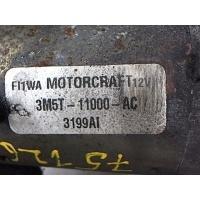 FI1WA MOTORCRAFT 12V
3M5T-11000-AC
3199AI